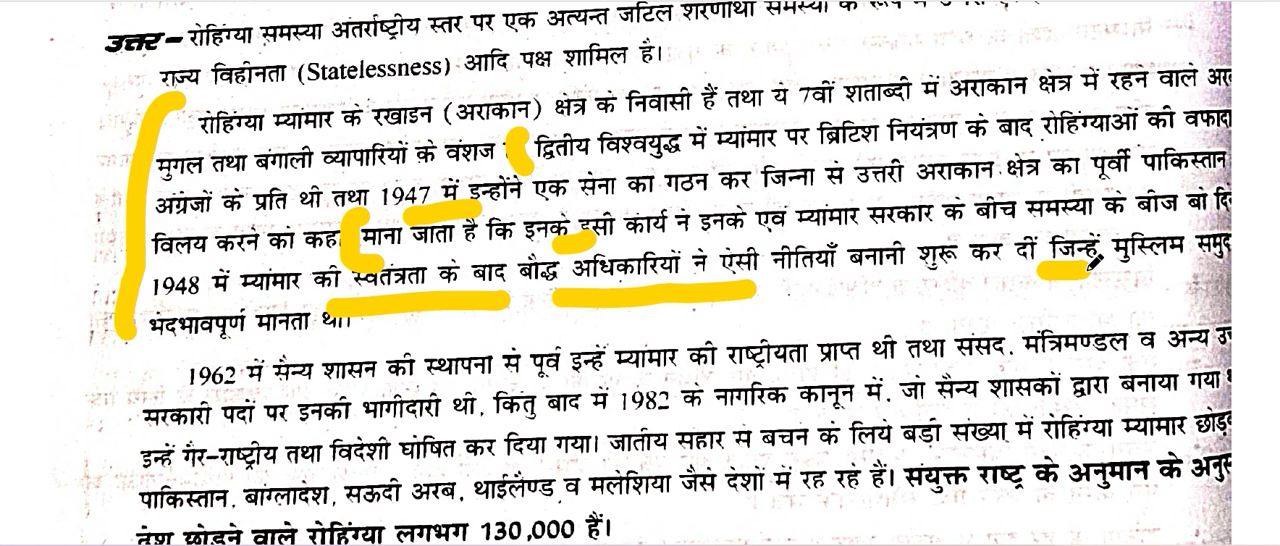 उत्तर – रोहिंग्या समस्या अंतर्राष्ट्रीय स्तर पर एक अत्यन्त जटिल शरणार्थी समस्या के
राज्य विहीनता (Statelessness) आदि पक्ष शामिल है।
रोहिंग्या म्यांमार के रखाइन (अराकान) क्षेत्र के निवासी हैं तथा ये 7वीं शताब्दी में अराकान क्षेत्र में रहने वाले
मुगल तथा बंगाली व्यापारियों के वंशज द्वितीय विश्वयुद्ध में म्यांमार पर ब्रिटिश नियंत्रण के बाद रोहिंग्याओं की
अंग्रेजों के प्रति थी तथा 1947 में इन्होंने एक सेना का गठन कर जिन्ना से उत्तरी अराकान क्षेत्र का पूर्वी पाकिस्तान
विलय करने को कहा माना जाता है कि इनके इसी कार्य ने इनके एवं म्यांमार सरकार के बीच समस्या के बीज बो
1948 में म्यांमार की स्वतंत्रता के बाद बौद्ध अधिकारियों ने ऐसी नीतियाँ बनानी शुरू कर दीं जिन्हें मुस्लिम
भेदभावपूर्ण मानता था।
1962 में सैन्य शासन की स्थापना से पूर्व इन्हें म्यांमार की राष्ट्रीयता प्राप्त थी तथा संसद, मंत्रिमण्डल व अन्य
सरकारी पदों पर इनकी भागीदारी थी, किंतु बाद में 1982 के नागरिक कानून में, जो सैन्य शासकों द्वारा बनाया गया
इन्हें गैर-राष्ट्रीय तथा विदेशी घोषित कर दिया गया। जातीय संहार से बचने के लिये बड़ी संख्या में रोहिंग्या म्यांमार
पाकिस्तान, बांग्लादेश, सऊदी अरब, थाईलैण्ड व मलेशिया जैसे देशों में रह रहे हैं। संयुक्त राष्ट्र के अनुमान के
देश छोड़ने वाले रोहिंग्या लगभग 130,000 हैं।